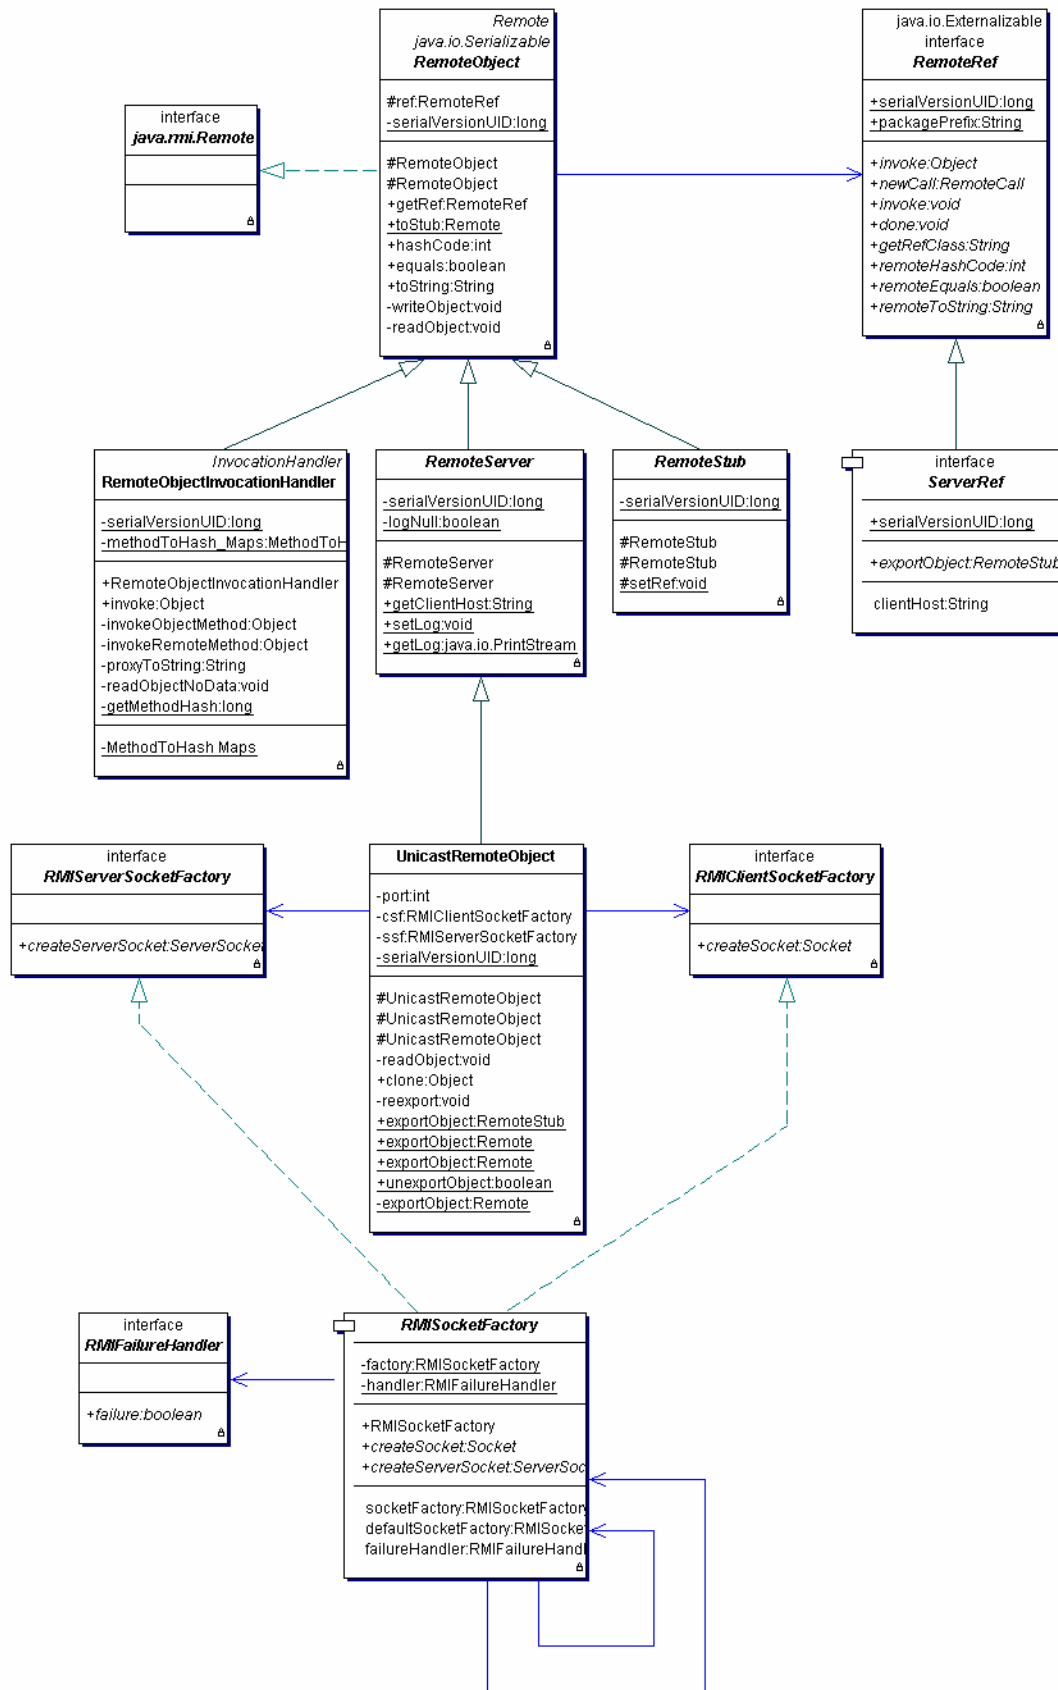 Remote
java.io.Serializable
RemoteObject
#ref:RemoteRef
-serialVersionUID:long
#RemoteObject
#RemoteObject
+getRef:RemoteRef
+toStub:Remote
+hashCode:int
+equals:boolean
+toString:String
-writeObject:void
-readObject:void
java.io.Externalizable
interface
RemoteRef
+serialVersionUID:long
+packagePrefix:String
+invoke:Object
+newCall:RemoteCall
+invoke:void
+done:void
+getRefClass:String
+remoteHashCode:int
+remoteEquals:boolean
+remoteToString:String
interface
java.rmi.Remote
InvocationHandler
RemoteObjectInvocationHandler
-serialVersionUID:long
-methodToHash_Maps:MethodToH
+RemoteObjectInvocationHandler
+invoke:Object
-invokeObjectMethod:Object
-invokeRemoteMethod:Object
-proxyToString:String
-readObjectNoData:void
-getMethodHash:long
-MethodToHash Maps
RemoteServer
-serialVersionUID:long
-logNull:boolean
#RemoteServer
#RemoteServer
+getClientHost:String
+setLog:void
+getLog:java.io.PrintStream
RemoteStub
-serialVersionUID:long
#RemoteStub
#RemoteStub
#setRef:void
interface
ServerRef
+serialVersionUID:long
+exportObject:RemoteStub
clientHost:String
interface
RMIServerSocketFactory
+createServerSocket:ServerSocket
UnicastRemoteObject
-port:int
-csf:RMIClientSocketFactory
-ssf:RMIServerSocketFactory
-serialVersionUID:long
#UnicastRemoteObject
#UnicastRemoteObject
#UnicastRemoteObject
-readObject:void
+clone:Object
-reexport:void
+exportObject:RemoteStub
+exportObject:Remote
+exportObject:Remote
+unexportObject:boolean
-exportObject:Remote
interface
RMIClientSocketFactory
+createSocket:Socket
interface
RMIFailureHandler
+failure:boolean
RMISocketFactory
-factory:RMISocketFactory
-handler:RMIFailureHandler
+RMISocketFactory
+createSocket:Socket
+createServerSocket:ServerSoc
socketFactory:RMISocketFactory
defaultSocketFactory:RMISocke
failureHandler:RMIFailureHandl